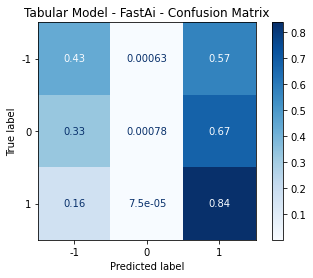 Tabular Model - FastAi - Confusion Matrix
True label
-1 0.43 0.00063 0.57
0 0.33 0.00078 0.67
1 0.16 7.5e-05 0.84
-1 0 1
Predicted label
0.8
0.7
0.6
0.5
0.4
0.3
0.2
0.1